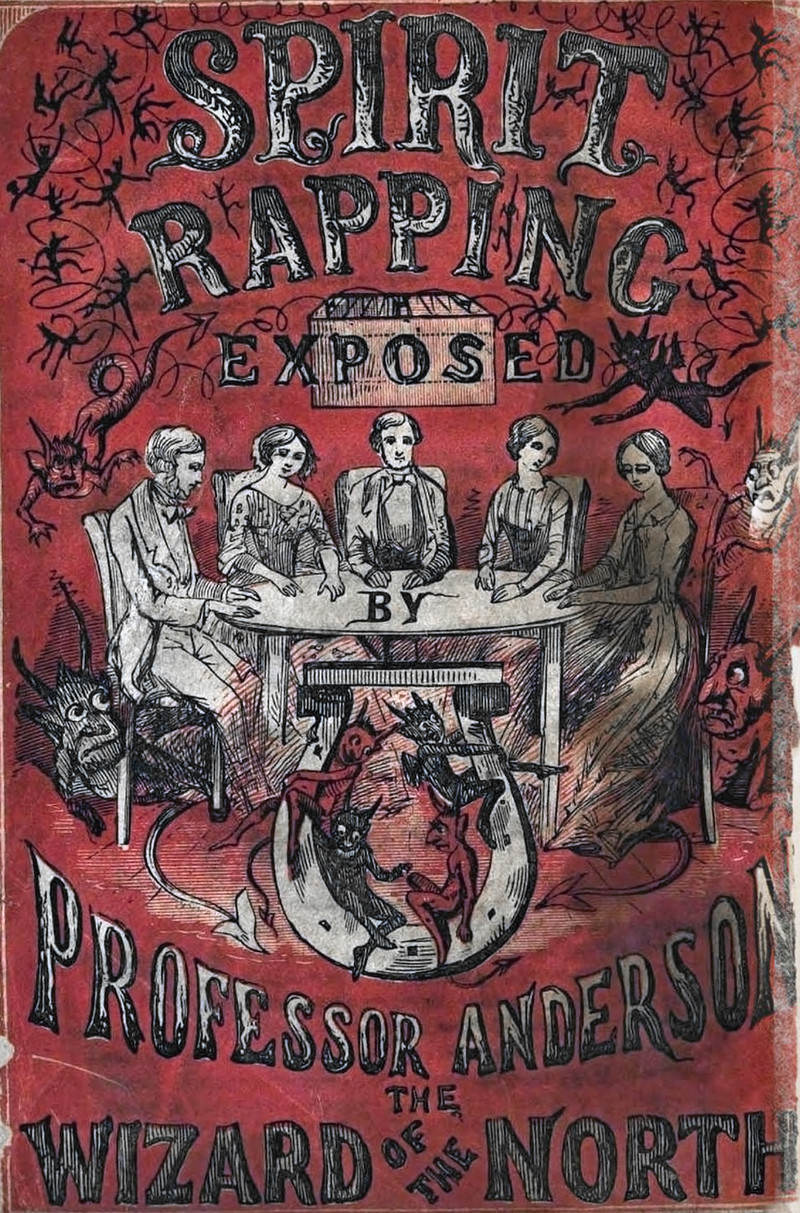 SPIRIT
RAPPING
EXPOSED
BY
PROFESSOR ANDERSON
THE
WIZARD OF THE NORTH